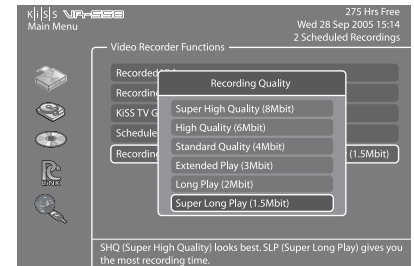 KiSS VR-558
Main Menu
275 Hrs Free
Wed 28 Sep 2005 15:14
2 Scheduled Recordings
Video Recorder Functions
Recorded
Recording
KiSS TV G
Schedule
Recording
(1.5Mbit)
Recording Quality
Super High Quality (8Mbit)
High Quality (6Mbit)
Standard Quality (4Mbit)
Extended Play (3Mbit)
Long Play (2Mbit)
Super Long Play (1.5Mbit)
PC
LINK
SHQ (Super High Quality) looks best. SLP (Super Long Play) gives you
the most recording time.